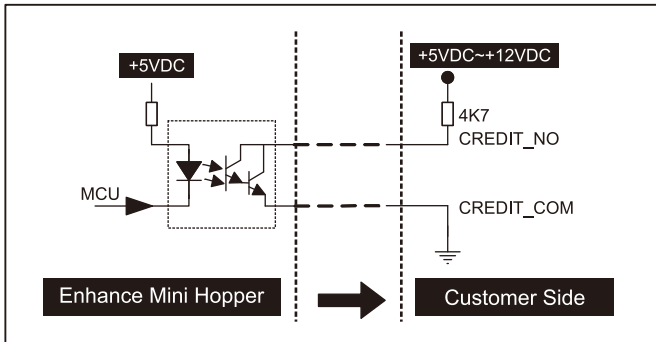 +5VDC~+12VDC
+5VDC
4K7
CREDIT_NO
MCU
CREDIT_COM
Enhance Mini Hopper
Customer Side